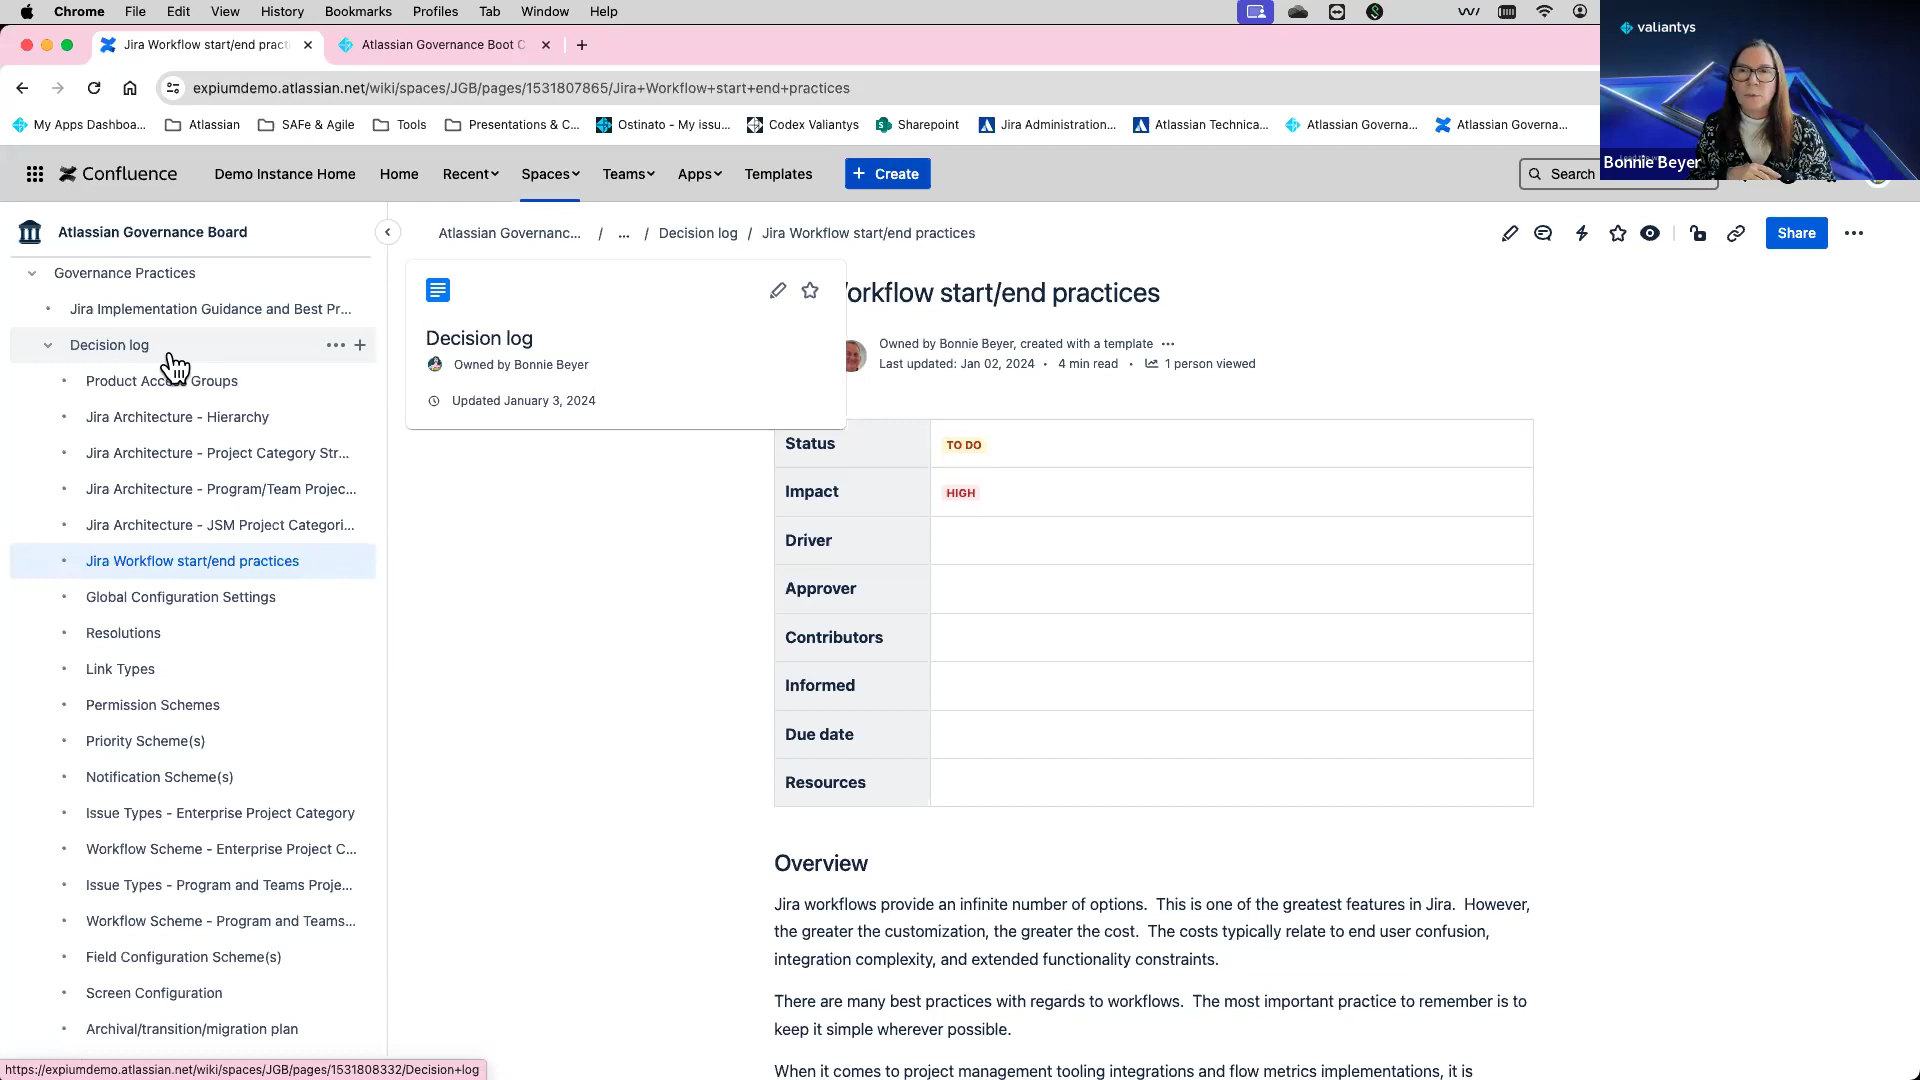 Chrome File Edit View History Bookmarks Profiles Tab Window Help
Jira Workflow start/end practi
Atlassian Governance Boot C
expiumdemo.atlassian.net/wiki/spaces/JGB/pages/1531807865/Jira+Workflow+start+end+practices
My Apps Dashboa... Atlassian SAFe & Agile Tools Presentations & C... Ostinato - My issu... Codex Valiantys Sharepoint Jira Administration... Atlassian Technica... Atlassian Governa... Atlassian Governa...
valiantys
Bonnie Beyer
Confluence Demo Instance Home Home Recent Spaces Teams Apps Templates + Create Search
Atlassian Governance Board
Governance Practices
Jira Implementation Guidance and Best Pr...
Decision log
Product Acce Groups
Jira Architecture - Hierarchy
Jira Architecture - Project Category Str...
Jira Architecture - Program/Team Projec...
Jira Architecture - JSM Project Categori...
Jira Workflow start/end practices
Global Configuration Settings
Resolutions
Link Types
Permission Schemes
Priority Scheme(s)
Notification Scheme(s)
Issue Types - Enterprise Project Category
Workflow Scheme - Enterprise Project C...
Issue Types - Program and Teams Proje...
Workflow Scheme - Program and Teams...
Field Configuration Scheme(s)
Screen Configuration
Archival/transition/migration plan
https://expiumdemo.atlassian.net/wiki/spaces/JGB/pages/1531808332/Decision+log
Atlassian Governanc... / ... / Decision log / Jira Workflow start/end practices
Share
Decision log
Owned by Bonnie Beyer
Updated January 3, 2024
orkflow start/end practices
Owned by Bonnie Beyer, created with a template
Last updated: Jan 02, 2024 • 4 min read • 1 person viewed
Status TO DO
Impact HIGH
Driver
Approver
Contributors
Informed
Due date
Resources
Overview
Jira workflows provide an infinite number of options. This is one of the greatest features in Jira. However,
the greater the customization, the greater the cost. The costs typically relate to end user confusion,
integration complexity, and extended functionality constraints.
There are many best practices with regards to workflows. The most important practice to remember is to
keep it simple wherever possible.
When it comes to project management tooling integrations and flow metrics implementations, it is